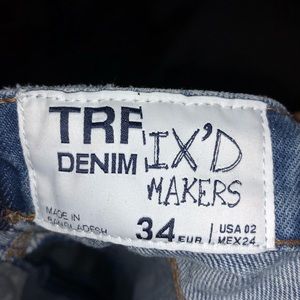 TRF
DENIM
IX'D
MAKERS
MADE IN
BANGLADESH
34 EUR
USA 02
MEX 24